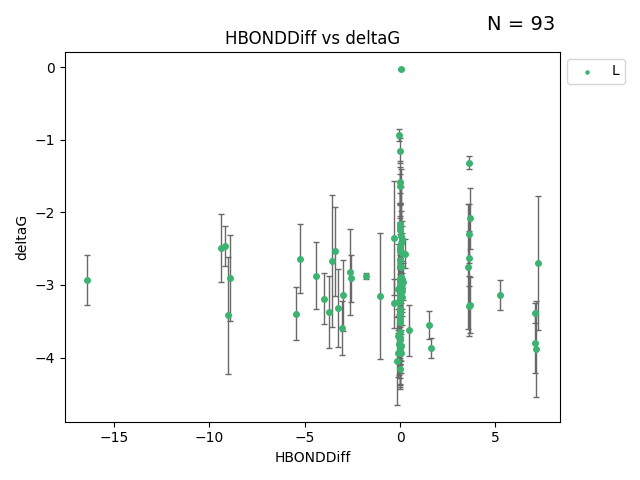 N = 93
HBONDDiff vs deltaG
L
0
−1
−2
−3
−4
deltaG
−15 −10 −5 0 5
HBONDDiff